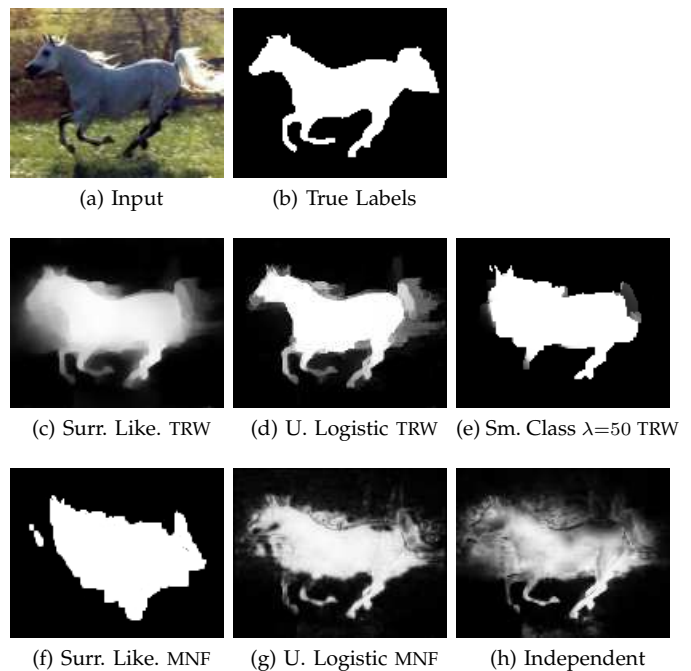 (a) Input
(b) True Labels
(c) Surr. Like. TRW
(d) U. Logistic TRW
(e) Sm. Class λ=50 TRW
(f) Surr. Like. MNF
(g) U. Logistic MNF
(h) Independent